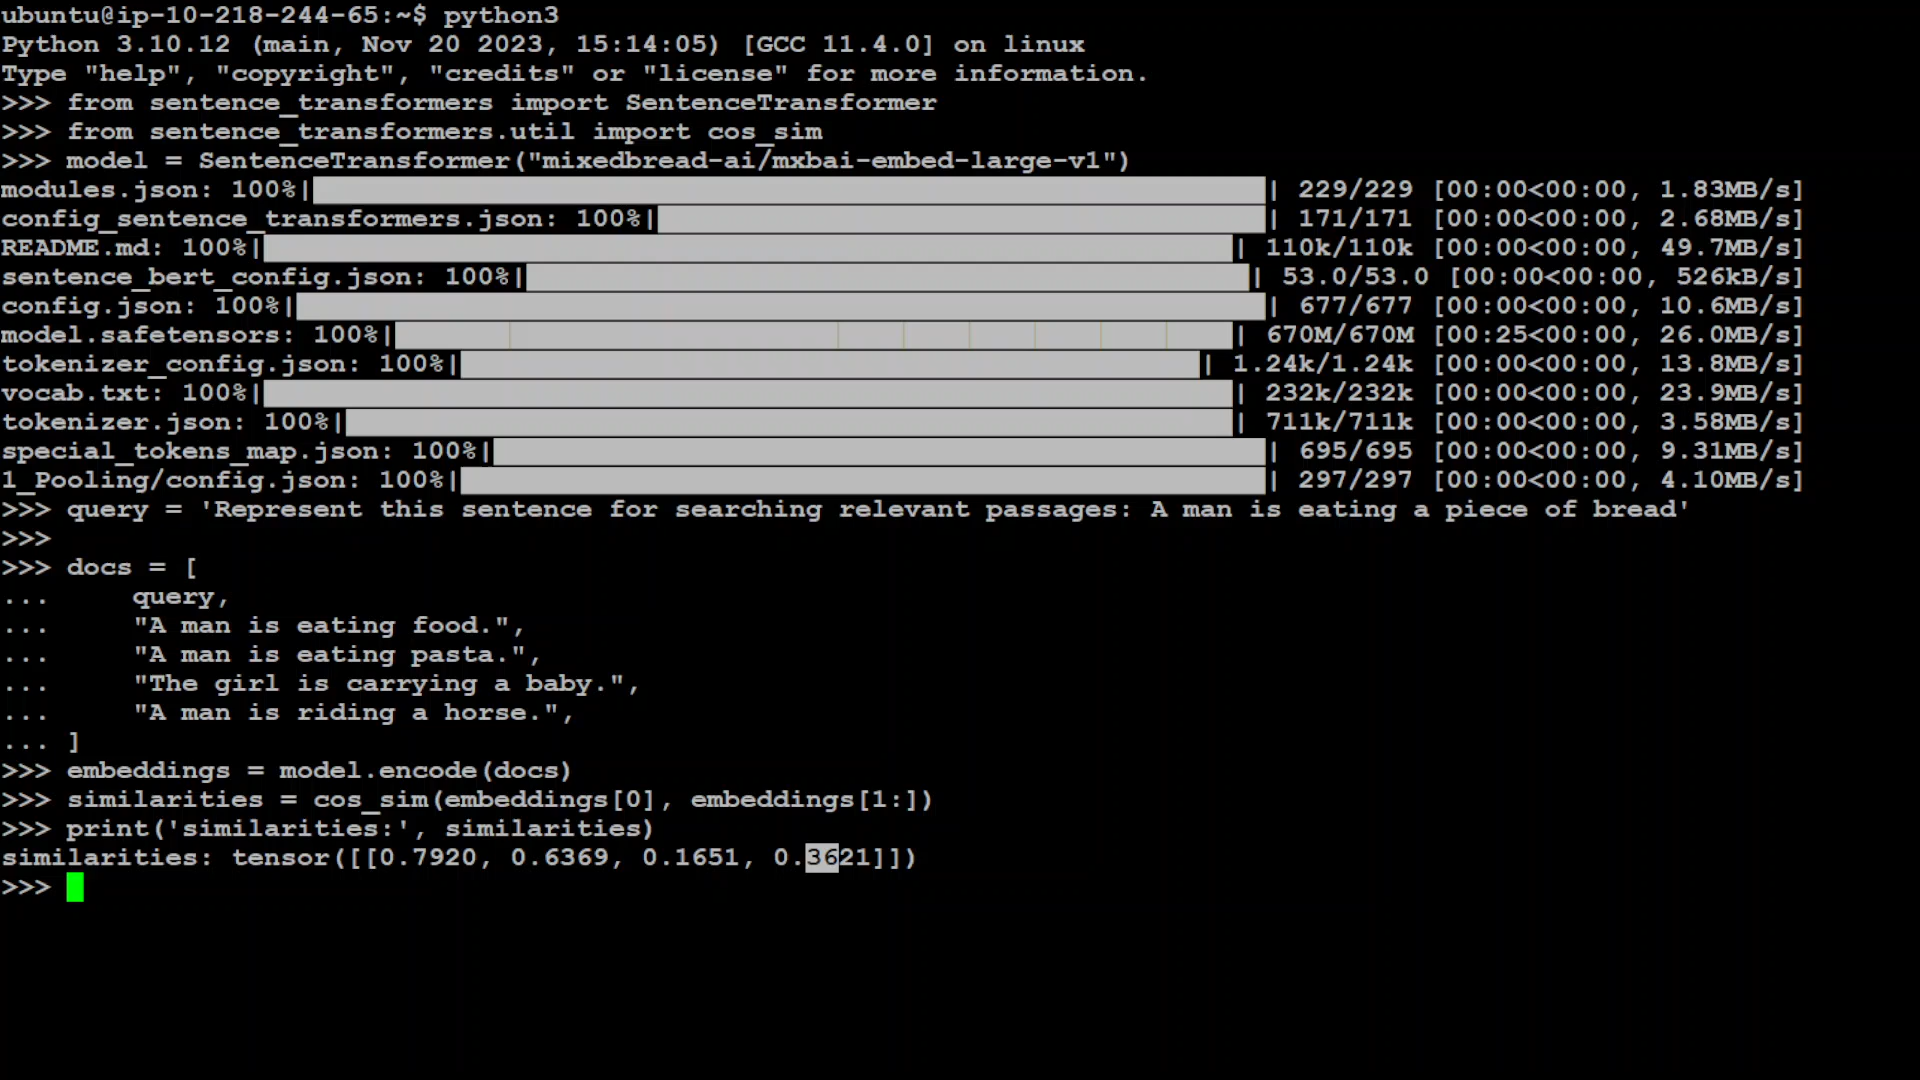 ubuntu@ip-10-218-244-65:~$ python3
Python 3.10.12 (main, Nov 20 2023, 15:14:05) [GCC 11.4.0] on linux
Type "help", "copyright", "credits" or "license" for more information.
>>> from sentence_transformers import SentenceTransformer
>>> from sentence_transformers.util import cos_sim
>>> model = SentenceTransformer("mixedbread-ai/mxbai-embed-large-v1")
modules.json: 100%| | 229/229 [00:00<00:00, 1.83MB/s]
config_sentence_transformers.json: 100%| | 171/171 [00:00<00:00, 2.68MB/s]
README.md: 100%| | 110k/110k [00:00<00:00, 49.7MB/s]
sentence_bert_config.json: 100%| | 53.0/53.0 [00:00<00:00, 526kB/s]
config.json: 100%| | 677/677 [00:00<00:00, 10.6MB/s]
model.safetensors: 100%| | 670M/670M [00:25<00:00, 26.0MB/s]
tokenizer_config.json: 100%| | 1.24k/1.24k [00:00<00:00, 13.8MB/s]
vocab.txt: 100%| | 232k/232k [00:00<00:00, 23.9MB/s]
tokenizer.json: 100%| | 711k/711k [00:00<00:00, 3.58MB/s]
special_tokens_map.json: 100%| | 695/695 [00:00<00:00, 9.31MB/s]
1_Pooling/config.json: 100%| | 297/297 [00:00<00:00, 4.10MB/s]
>>> query = 'Represent this sentence for searching relevant passages: A man is eating a piece of bread'
>>>
>>> docs = [
...     query,
...     "A man is eating food.",
...     "A man is eating pasta.",
...     "The girl is carrying a baby.",
...     "A man is riding a horse.",
... ]
>>> embeddings = model.encode(docs)
>>> similarities = cos_sim(embeddings[0], embeddings[1:])
>>> print('similarities:', similarities)
similarities: tensor([[0.7920, 0.6369, 0.1651, 0.3621]])
>>>